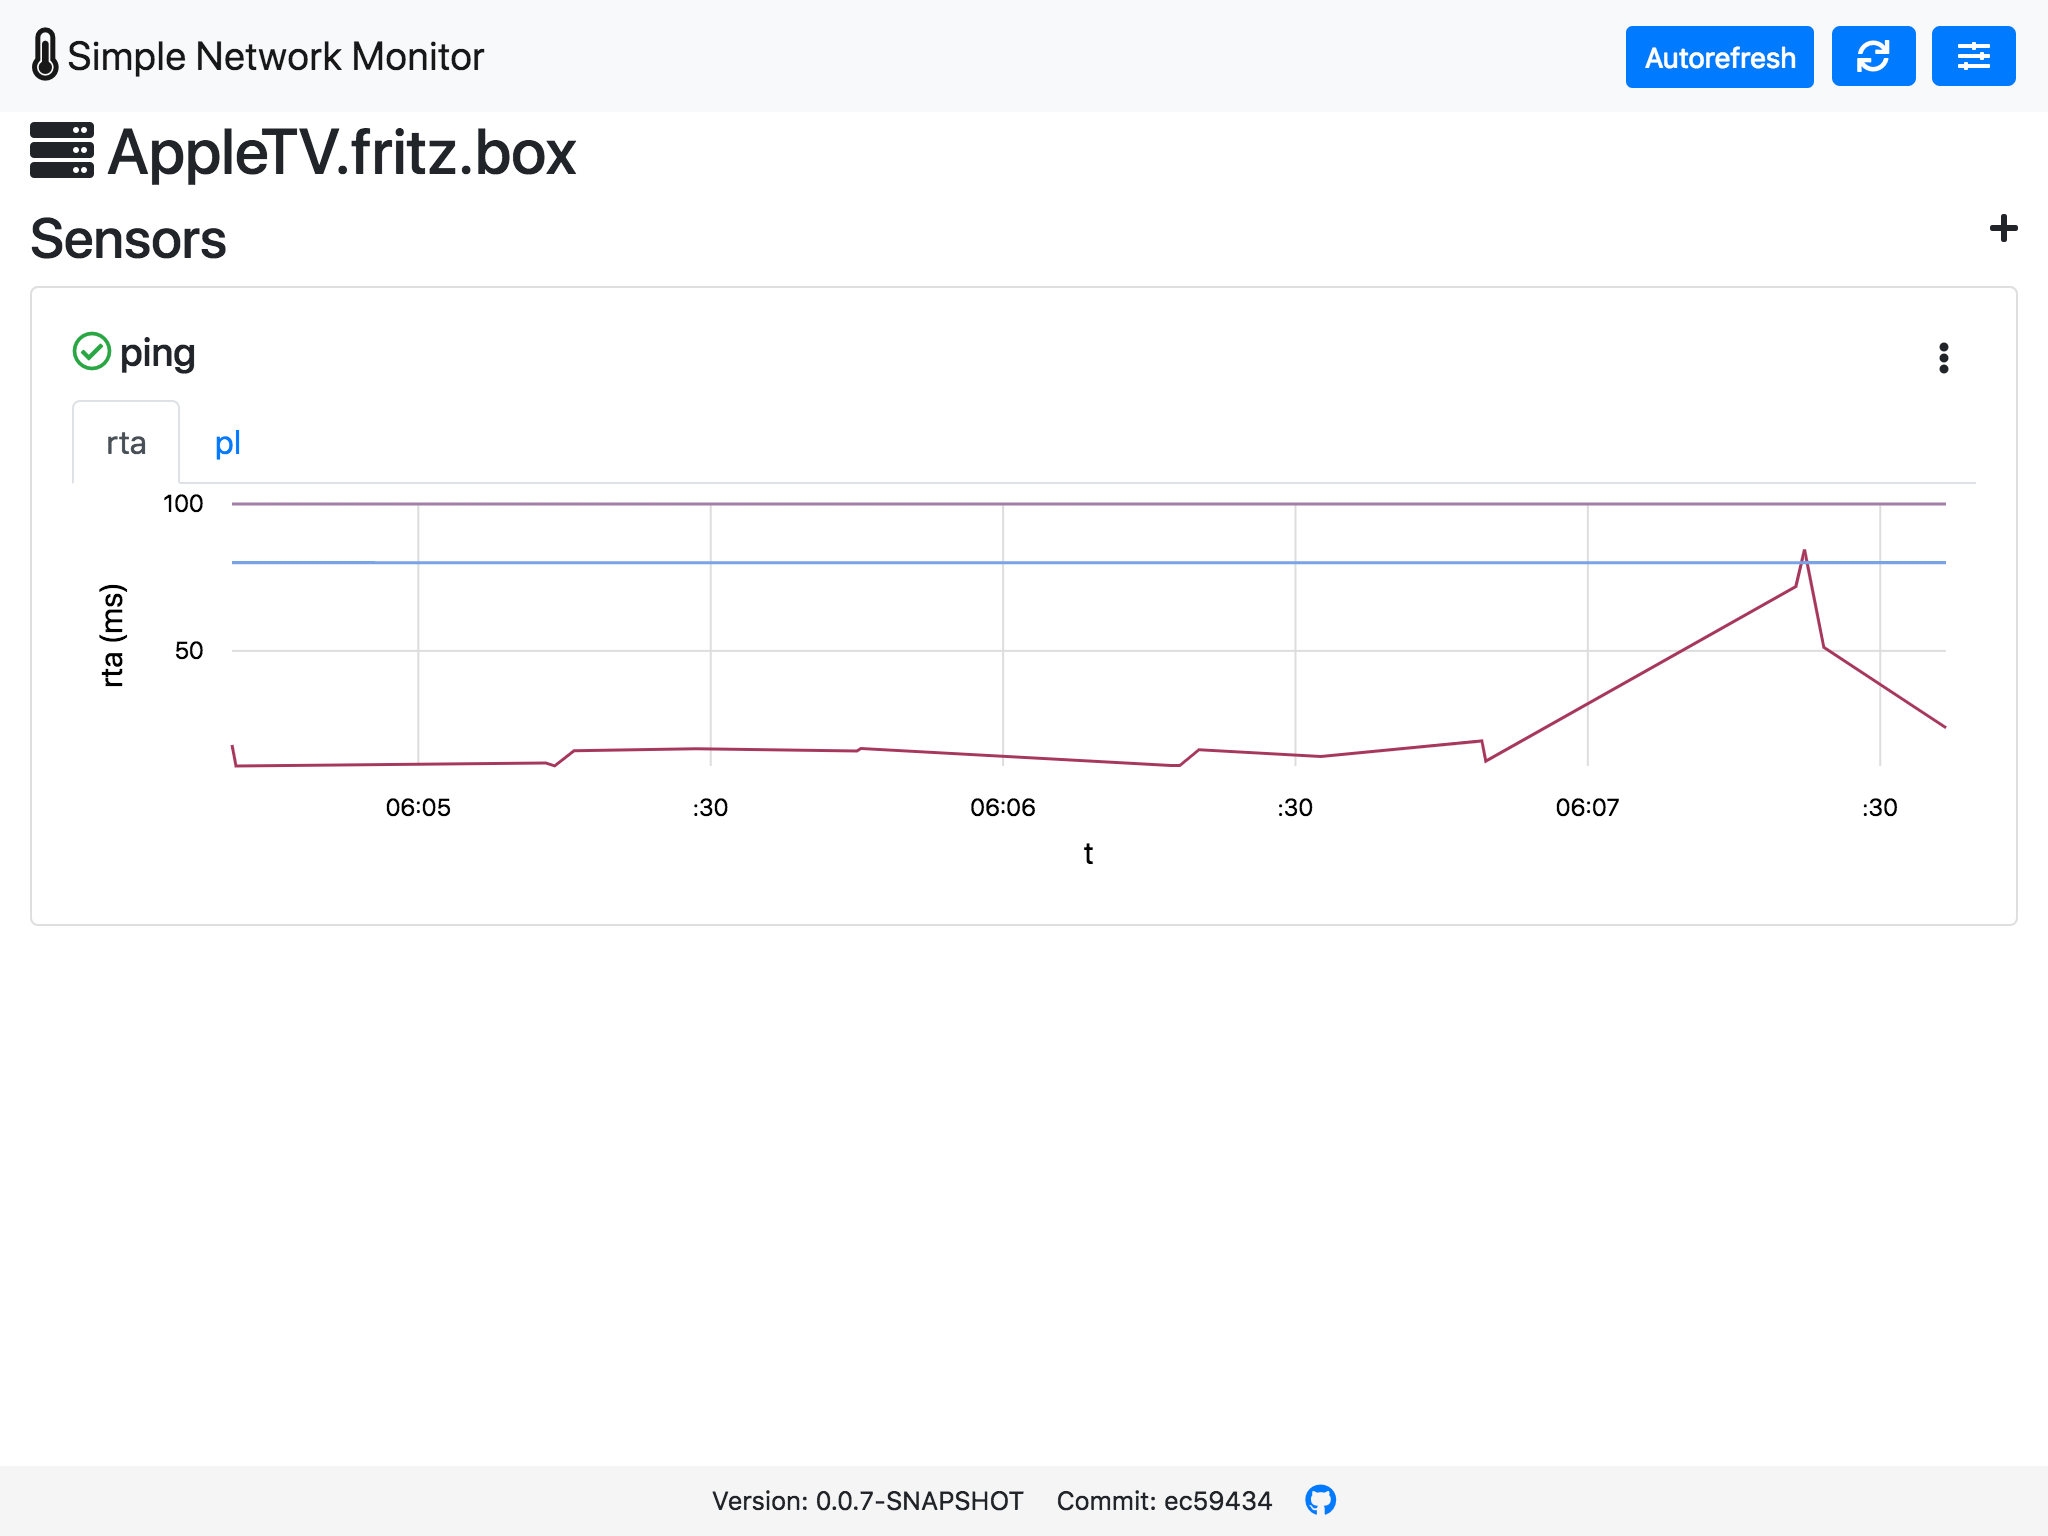 Simple Network Monitor
Autorefresh
AppleTV.fritz.box
Sensors
ping
rta
pl
100
50
rta (ms)
06:05 :30 06:06 :30 06:07 :30
t
Version: 0.0.7-SNAPSHOT Commit: ec59434